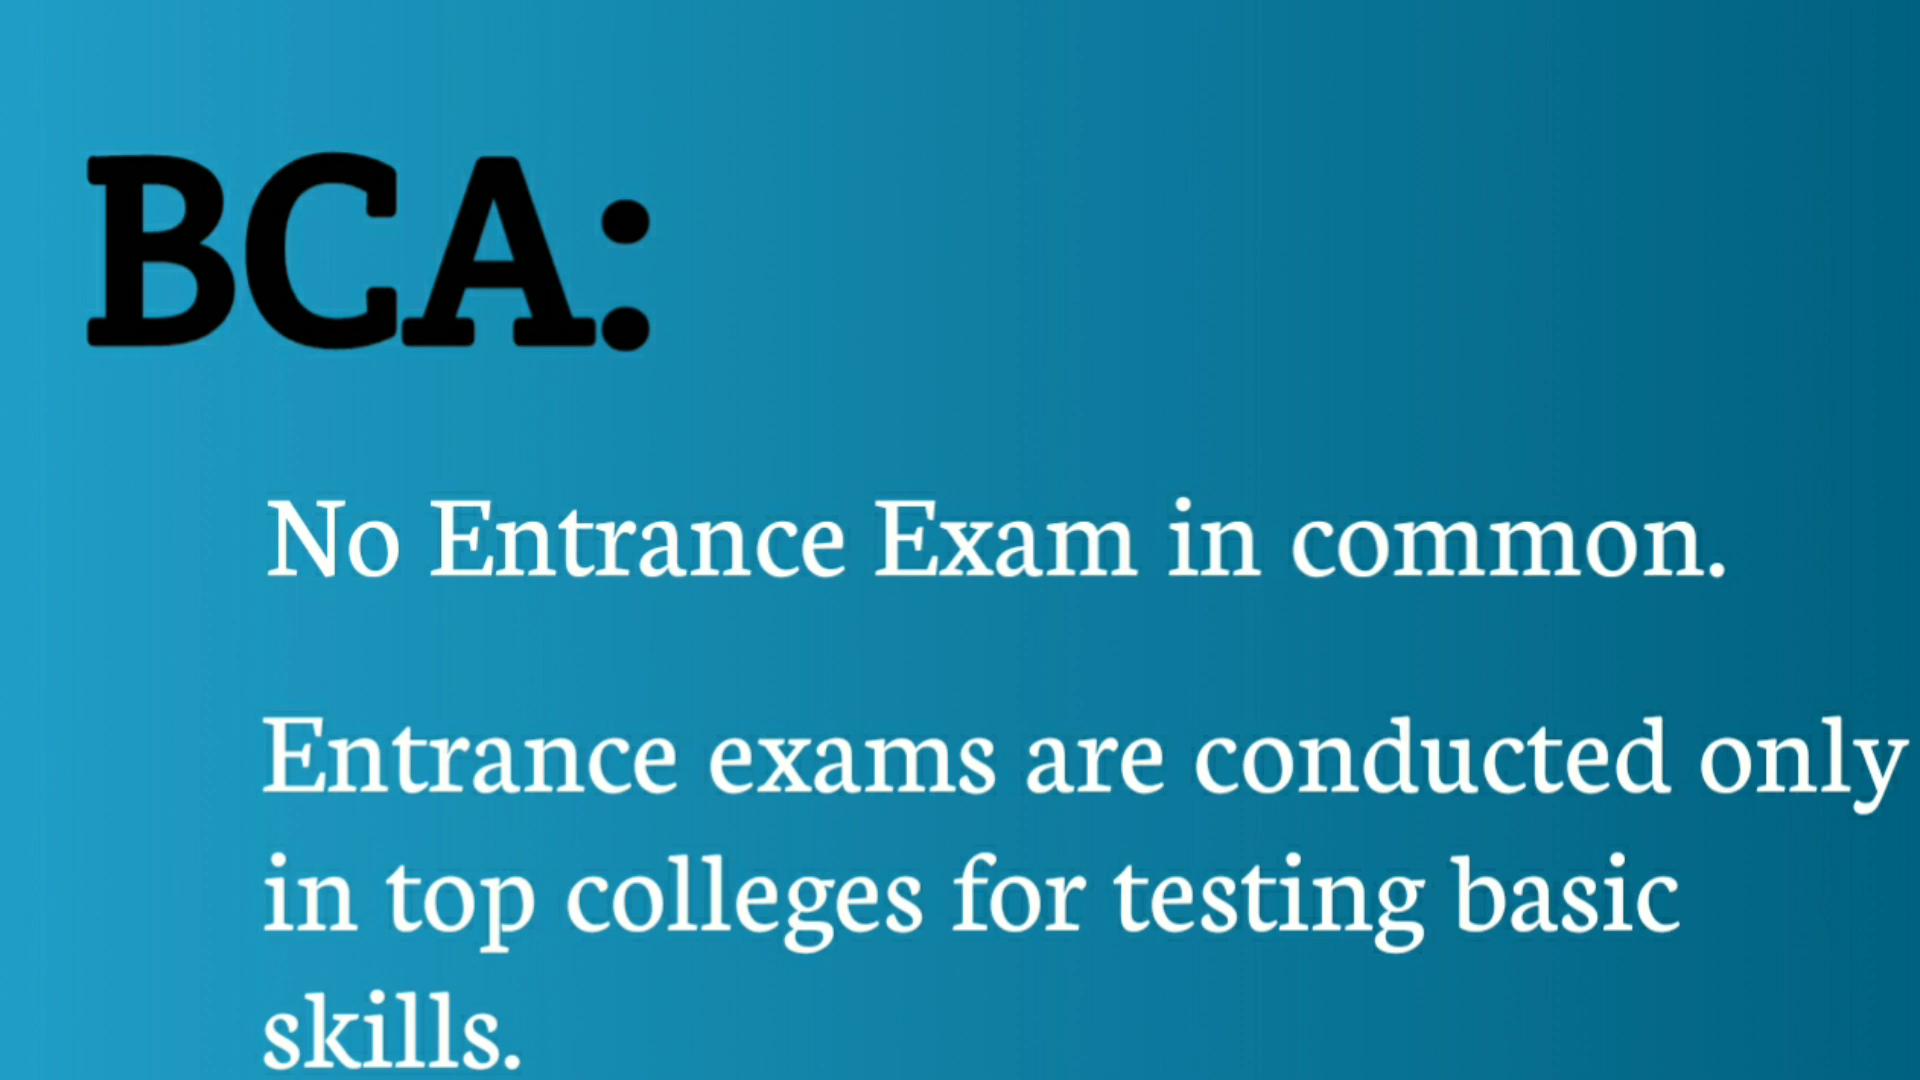 BCA:
No Entrance Exam in common.
Entrance exams are conducted only
in top colleges for testing basic
skills.